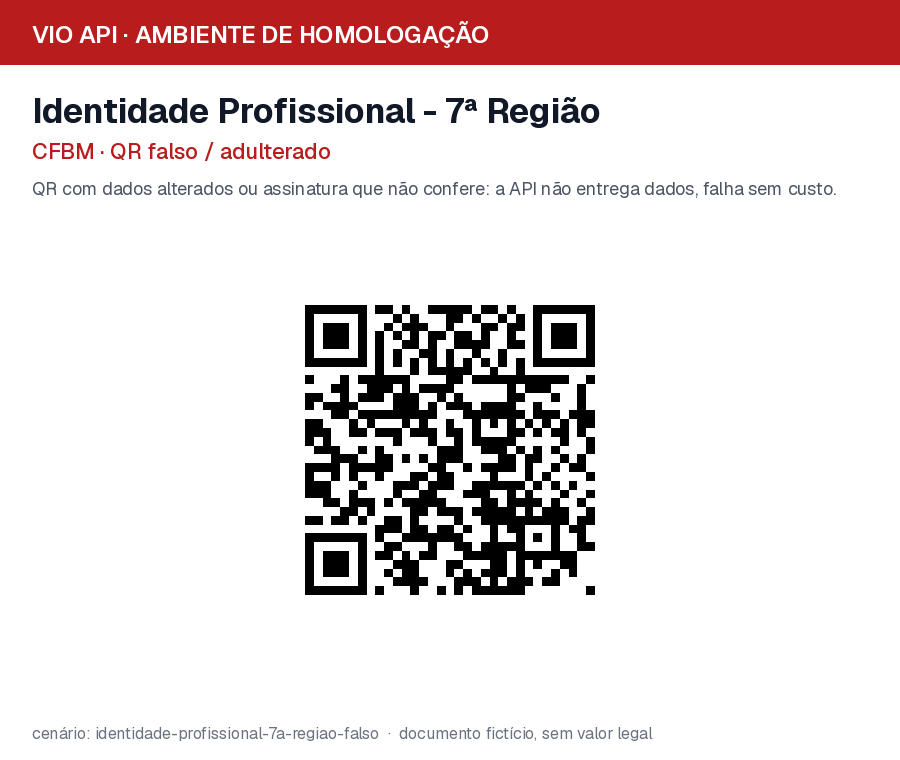 VIO API · AMBIENTE DE HOMOLOGAÇÃO
Identidade Profissional - 7ª Região
CFBM · QR falso / adulterado
QR com dados alterados ou assinatura que não confere: a API não entrega dados, falha sem custo.
cenário: identidade-profissional-7a-regiao-falso · documento fictício, sem valor legal